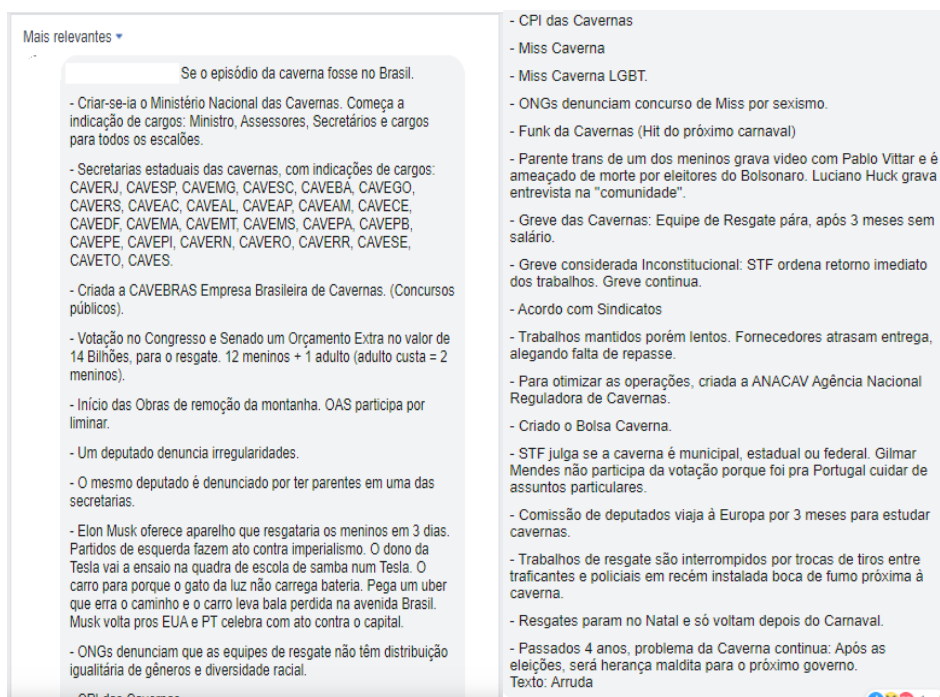 Mais relevantes
Se o episódio da caverna fosse no Brasil.
- Criar-se-ia o Ministério Nacional das Cavernas. Começa a
indicação de cargos: Ministro, Assessores, Secretários e cargos
para todos os escalões.
- Secretarias estaduais das cavernas, com indicações de cargos:
CAVERJ, CAVESP, CAVEMG, CAVESC, CAVEBA, CAVEGO,
CAVERS, CAVEAC, CAVEAL, CAVEAP, CAVEAM, CAVECE,
CAVEDF, CAVEMA, CAVEMT, CAVEMS, CAVEPA, CAVEPB,
CAVEPE, CAVEPI, CAVERN, CAVERO, CAVERR, CAVESE,
CAVETO, CAVES.
- Criada a CAVEBRAS Empresa Brasileira de Cavernas. (Concursos
públicos).
- Votação no Congresso e Senado um Orçamento Extra no valor de
14 Bilhões, para o resgate. 12 meninos + 1 adulto (adulto custa = 2
meninos).
- Início das Obras de remoção da montanha. OAS participa por
liminar.
- Um deputado denuncia irregularidades.
- O mesmo deputado é denunciado por ter parentes em uma das
secretarias.
- Elon Musk oferece aparelho que resgataria os meninos em 3 dias.
Partidos de esquerda fazem ato contra imperialismo. O dono da
Tesla vai a ensaio na quadra de escola de samba num Tesla. O
carro para porque o gato da luz não carrega bateria. Pega um uber
que erra o caminho e o carro leva bala perdida na avenida Brasil.
Musk volta pros EUA e PT celebra com ato contra o capital.
- ONGs denunciam que as equipes de resgate não têm distribuição
igualitária de gêneros e diversidade racial.
- CPI das Cavernas
- CPI das Cavernas
- Miss Caverna
- Miss Caverna LGBT.
- ONGs denunciam concurso de Miss por sexismo.
- Funk da Cavernas (Hit do próximo carnaval)
- Parente trans de um dos meninos grava video com Pablo Vittar e é
ameaçado de morte por eleitores do Bolsonaro. Luciano Huck grava
entrevista na "comunidade".
- Greve das Cavernas: Equipe de Resgate pára, após 3 meses sem
salário.
- Greve considerada Inconstitucional: STF ordena retorno imediato
dos trabalhos. Greve continua.
- Acordo com Sindicatos
- Trabalhos mantidos porém lentos. Fornecedores atrasam entrega,
alegando falta de repasse.
- Para otimizar as operações, criada a ANACAV Agência Nacional
Reguladora de Cavernas.
- Criado o Bolsa Caverna.
- STF julga se a caverna é municipal, estadual ou federal. Gilmar
Mendes não participa da votação porque foi pra Portugal cuidar de
assuntos particulares.
- Comissão de deputados viaja à Europa por 3 meses para estudar
cavernas.
- Trabalhos de resgate são interrompidos por trocas de tiros entre
traficantes e policiais em recém instalada boca de fumo próxima à
caverna.
- Resgates param no Natal e só voltam depois do Carnaval.
- Passados 4 anos, problema da Caverna continua: Após as
eleições, será herança maldita para o próximo governo.
Texto: Arruda